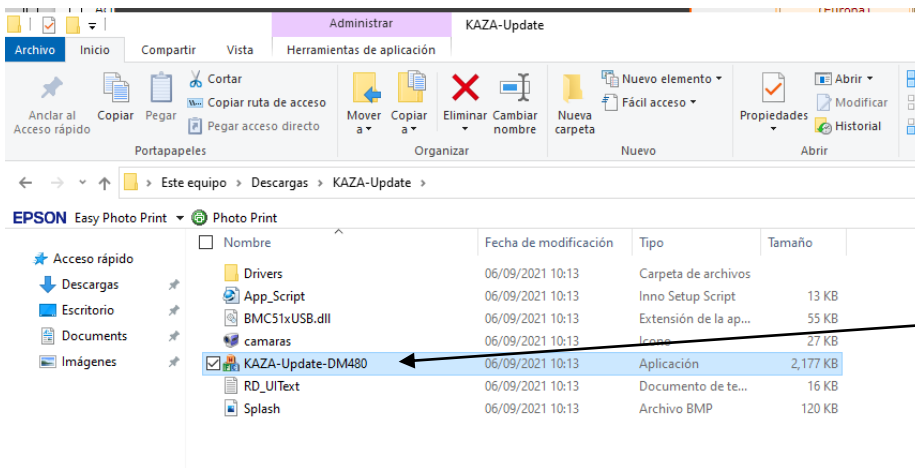 Administrar KAZA-Update
Archivo Inicio Compartir Vista Herramientas de aplicación
Anclar al
Acceso rápido
Copiar
Pegar
Cortar
Copiar ruta de acceso
Pegar acceso directo
Portapapeles
Mover
a
Copiar
a
Eliminar
Cambiar
nombre
Organizar
Nueva
carpeta
Nuevo elemento
Fácil acceso
Nuevo
Propiedades
Abrir
Modificar
Historial
Abrir
Este equipo > Descargas > KAZA-Update >
EPSON Easy Photo Print Photo Print
Acceso rápido
Descargas
Escritorio
Documents
Imágenes
Nombre Fecha de modificación Tipo Tamaño
Drivers 06/09/2021 10:13 Carpeta de archivos
App_Script 06/09/2021 10:13 Inno Setup Script 13 KB
BMC51xUSB.dll 06/09/2021 10:13 Extensión de la ap... 55 KB
camaras 06/09/2021 10:13 Icono 27 KB
KAZA-Update-DM480 06/09/2021 10:13 Aplicación 2,177 KB
RD_UIText 06/09/2021 10:13 Documento de te... 16 KB
Splash 06/09/2021 10:13 Archivo BMP 120 KB